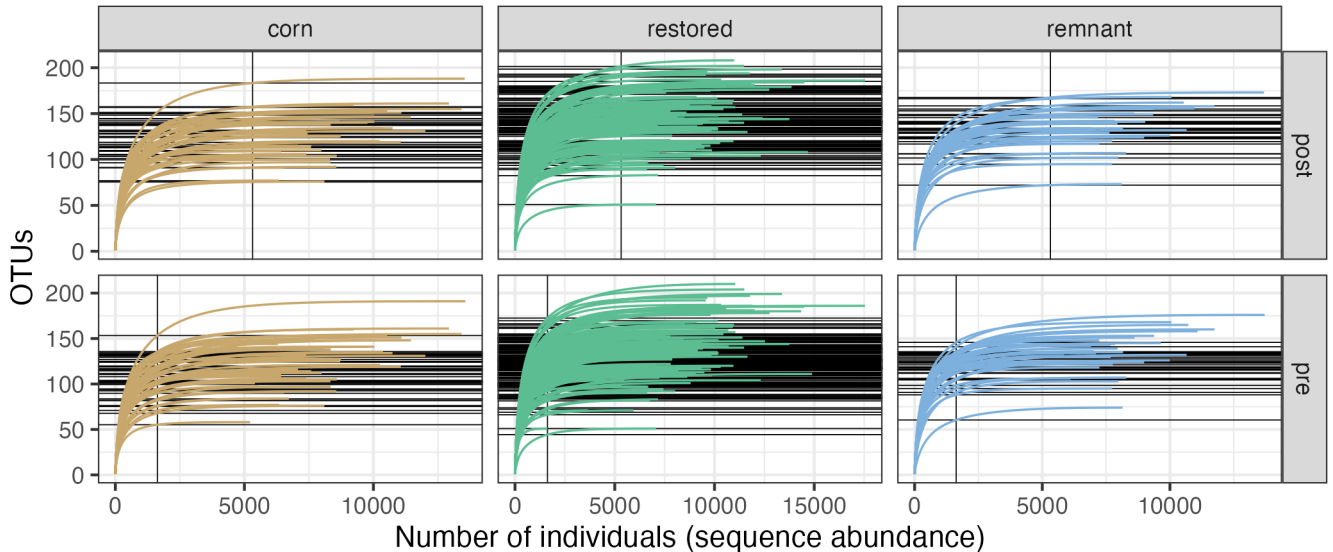 corn restored remnant
200
150
100
50
0
post
200
150
100
50
0
pre
0 5000 10000 0 5000 10000 15000 0 5000 10000
OTUs
Number of individuals (sequence abundance)